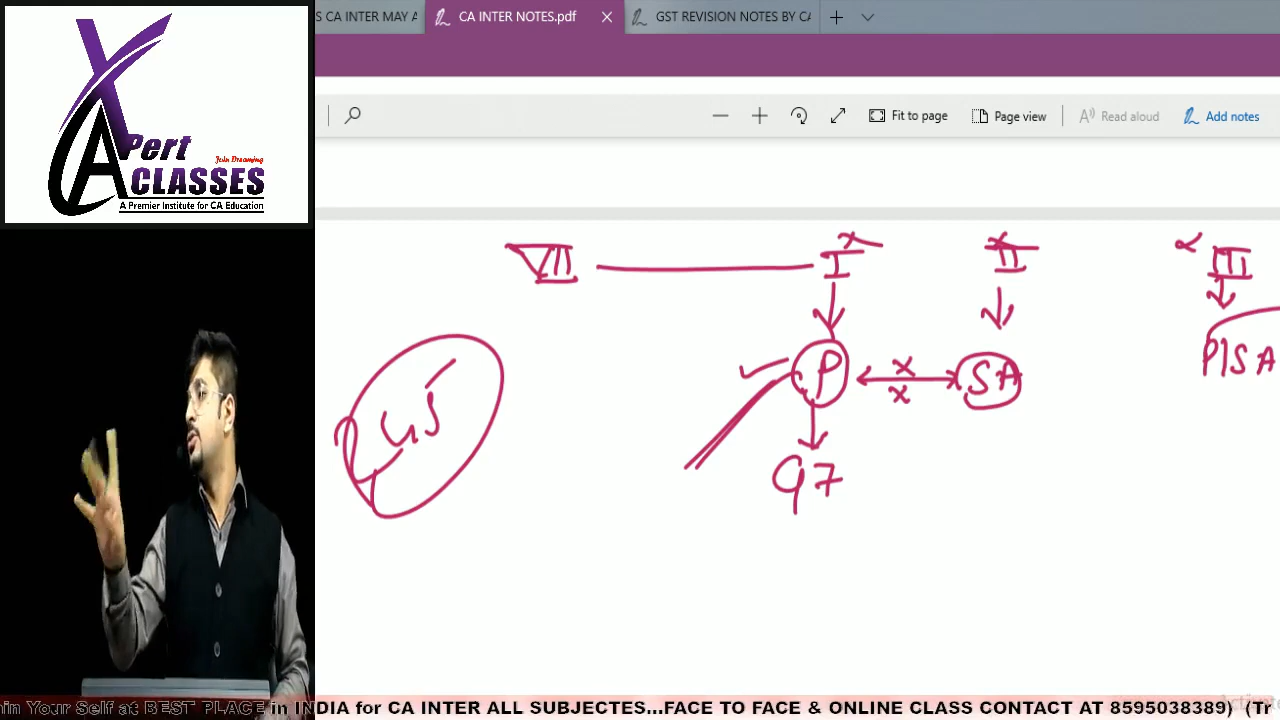 S CA INTER MAY A
CA INTER NOTES.pdf
GST REVISION NOTES BY CA
XPert
Join Dreaming
CA CLASSES
A Premier Institute for CA Education
Fit to page
Page view
Read aloud
Add notes
VII I II III
P x x SA PISA
45
97
in Your Self at BEST PLACE in INDIA for CA INTER ALL SUBJECTES...FACE TO FACE & ONLINE CLASS CONTACT AT 8595038389) (Tr